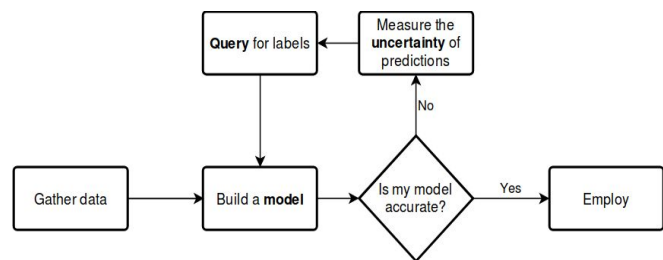 Query for labels
Measure the
uncertainty of
predictions
No
Gather data
Build a model
Is my model
accurate?
Yes
Employ